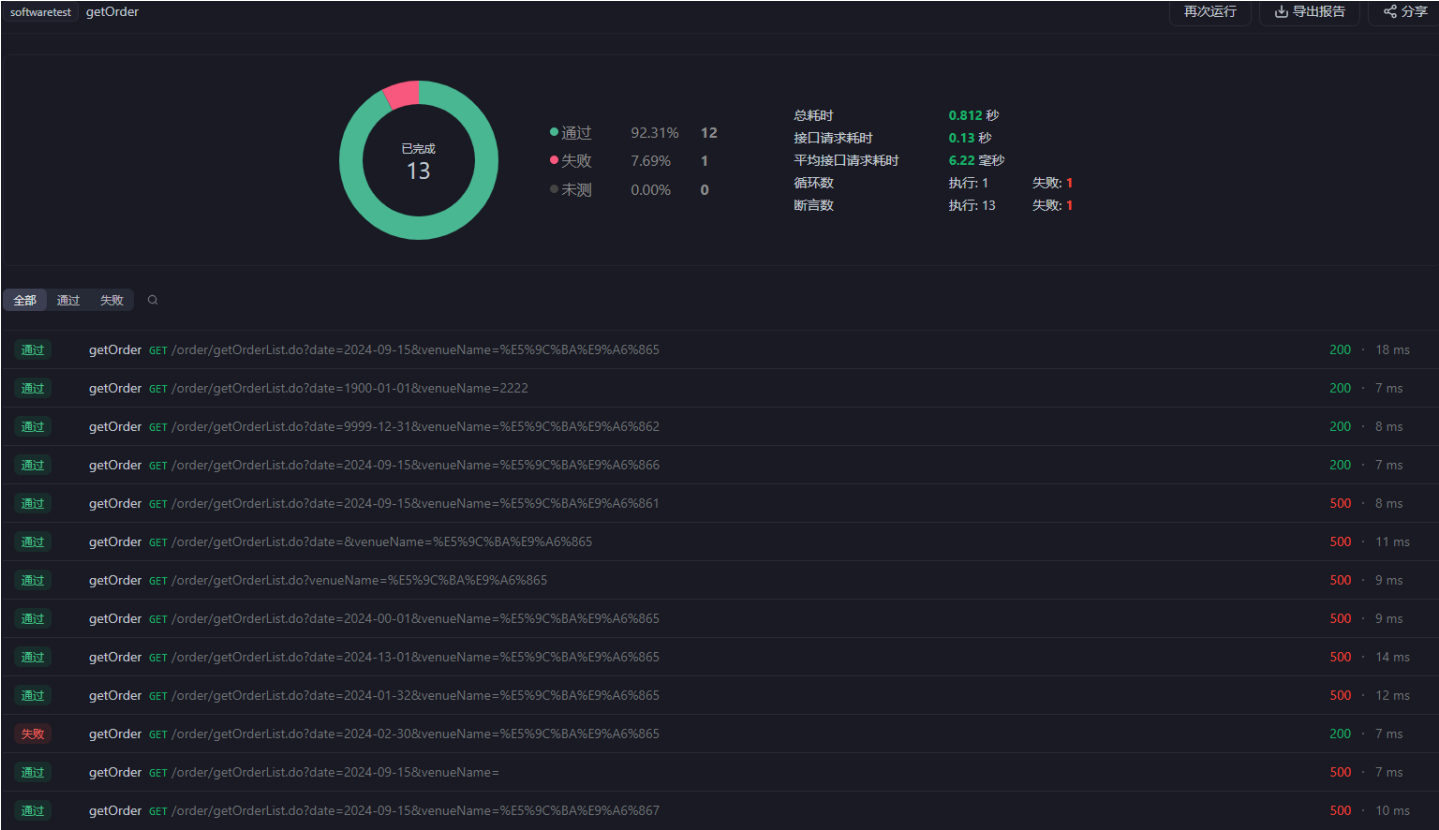 softwaretest getOrder 再次运行 导出报告 分享
已完成
13
通过 92.31% 12
失败 7.69% 1
未测 0.00% 0
总耗时 0.812 秒
接口请求耗时 0.13 秒
平均接口请求耗时 6.22 毫秒
循环数 执行: 1 失败: 1
断言数 执行: 13 失败: 1
全部 通过 失败
通过 getOrder GET /order/getOrderList.do?date=2024-09-15&venueName=%E5%9C%BA%E9%A6%865 200 · 18 ms
通过 getOrder GET /order/getOrderList.do?date=1900-01-01&venueName=2222 200 · 7 ms
通过 getOrder GET /order/getOrderList.do?date=9999-12-31&venueName=%E5%9C%BA%E9%A6%862 200 · 8 ms
通过 getOrder GET /order/getOrderList.do?date=2024-09-15&venueName=%E5%9C%BA%E9%A6%866 200 · 7 ms
通过 getOrder GET /order/getOrderList.do?date=2024-09-15&venueName=%E5%9C%BA%E9%A6%861 500 · 8 ms
通过 getOrder GET /order/getOrderList.do?date=&venueName=%E5%9C%BA%E9%A6%865 500 · 11 ms
通过 getOrder GET /order/getOrderList.do?venueName=%E5%9C%BA%E9%A6%865 500 · 9 ms
通过 getOrder GET /order/getOrderList.do?date=2024-00-01&venueName=%E5%9C%BA%E9%A6%865 500 · 9 ms
通过 getOrder GET /order/getOrderList.do?date=2024-13-01&venueName=%E5%9C%BA%E9%A6%865 500 · 14 ms
通过 getOrder GET /order/getOrderList.do?date=2024-01-32&venueName=%E5%9C%BA%E9%A6%865 500 · 12 ms
失败 getOrder GET /order/getOrderList.do?date=2024-02-30&venueName=%E5%9C%BA%E9%A6%865 200 · 7 ms
通过 getOrder GET /order/getOrderList.do?date=2024-09-15&venueName= 500 · 7 ms
通过 getOrder GET /order/getOrderList.do?date=2024-09-15&venueName=%E5%9C%BA%E9%A6%867 500 · 10 ms